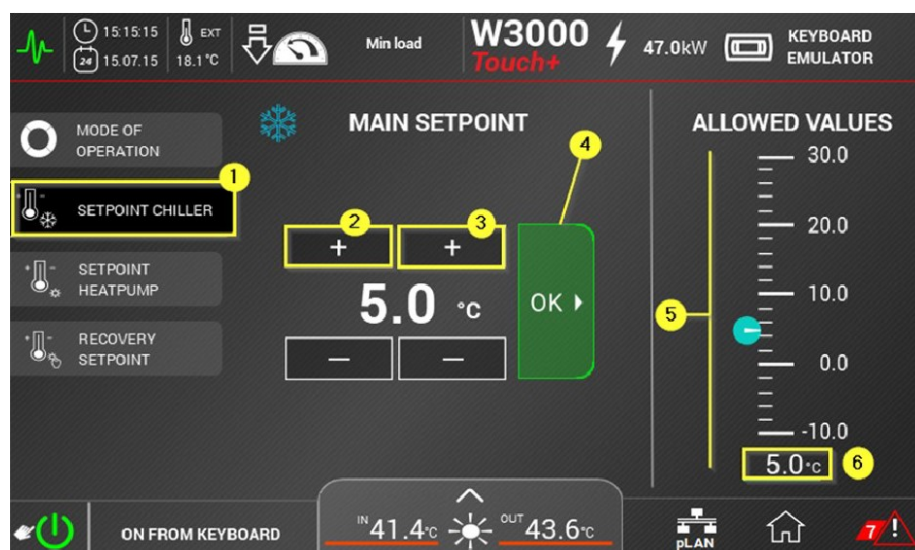 15:15:15
24 15.07.15
EXT
18.1°C
Min load
W3000
Touch+
47.0kW
KEYBOARD
EMULATOR
MODE OF
OPERATION
1
SETPOINT CHILLER
SETPOINT
HEATPUMP
RECOVERY
SETPOINT
MAIN SETPOINT
4
2
3
+ +
5.0 °C
OK
— —
ALLOWED VALUES
30.0
20.0
10.0
5
0.0
-10.0
5.0°C
6
ON FROM KEYBOARD
IN 41.4°C
OUT 43.6°C
pLAN
7
!